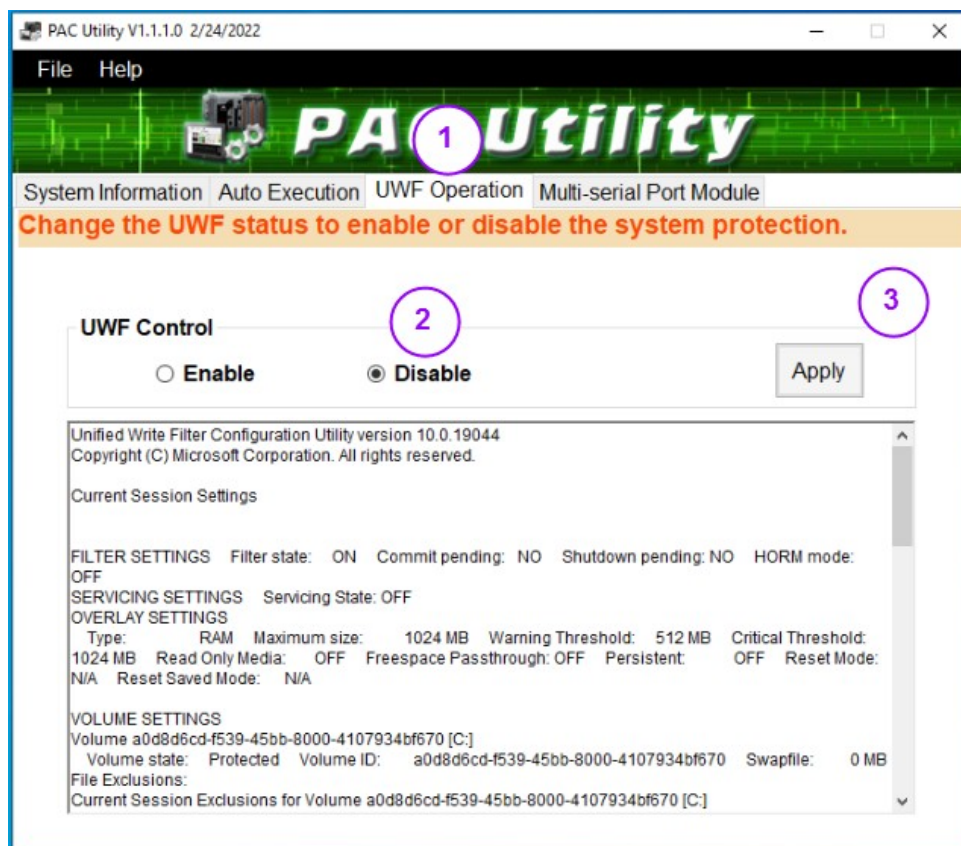 PAC Utility V1.1.1.0 2/24/2022
File Help
PAC Utility
1
System Information Auto Execution UWF Operation Multi-serial Port Module
Change the UWF status to enable or disable the system protection.
UWF Control
2
3
Enable Disable Apply
Unified Write Filter Configuration Utility version 10.0.19044
Copyright (C) Microsoft Corporation. All rights reserved.
Current Session Settings
FILTER SETTINGS Filter state: ON Commit pending: NO Shutdown pending: NO HORM mode:
OFF
SERVICING SETTINGS Servicing State: OFF
OVERLAY SETTINGS
Type: RAM Maximum size: 1024 MB Warning Threshold: 512 MB Critical Threshold:
1024 MB Read Only Media: OFF Freespace Passthrough: OFF Persistent: OFF Reset Mode:
N/A Reset Saved Mode: N/A
VOLUME SETTINGS
Volume a0d8d6cd-f539-45bb-8000-4107934bf670 [C:]
Volume state: Protected Volume ID: a0d8d6cd-f539-45bb-8000-4107934bf670 Swapfile: 0 MB
File Exclusions:
Current Session Exclusions for Volume a0d8d6cd-f539-45bb-8000-4107934bf670 [C:]